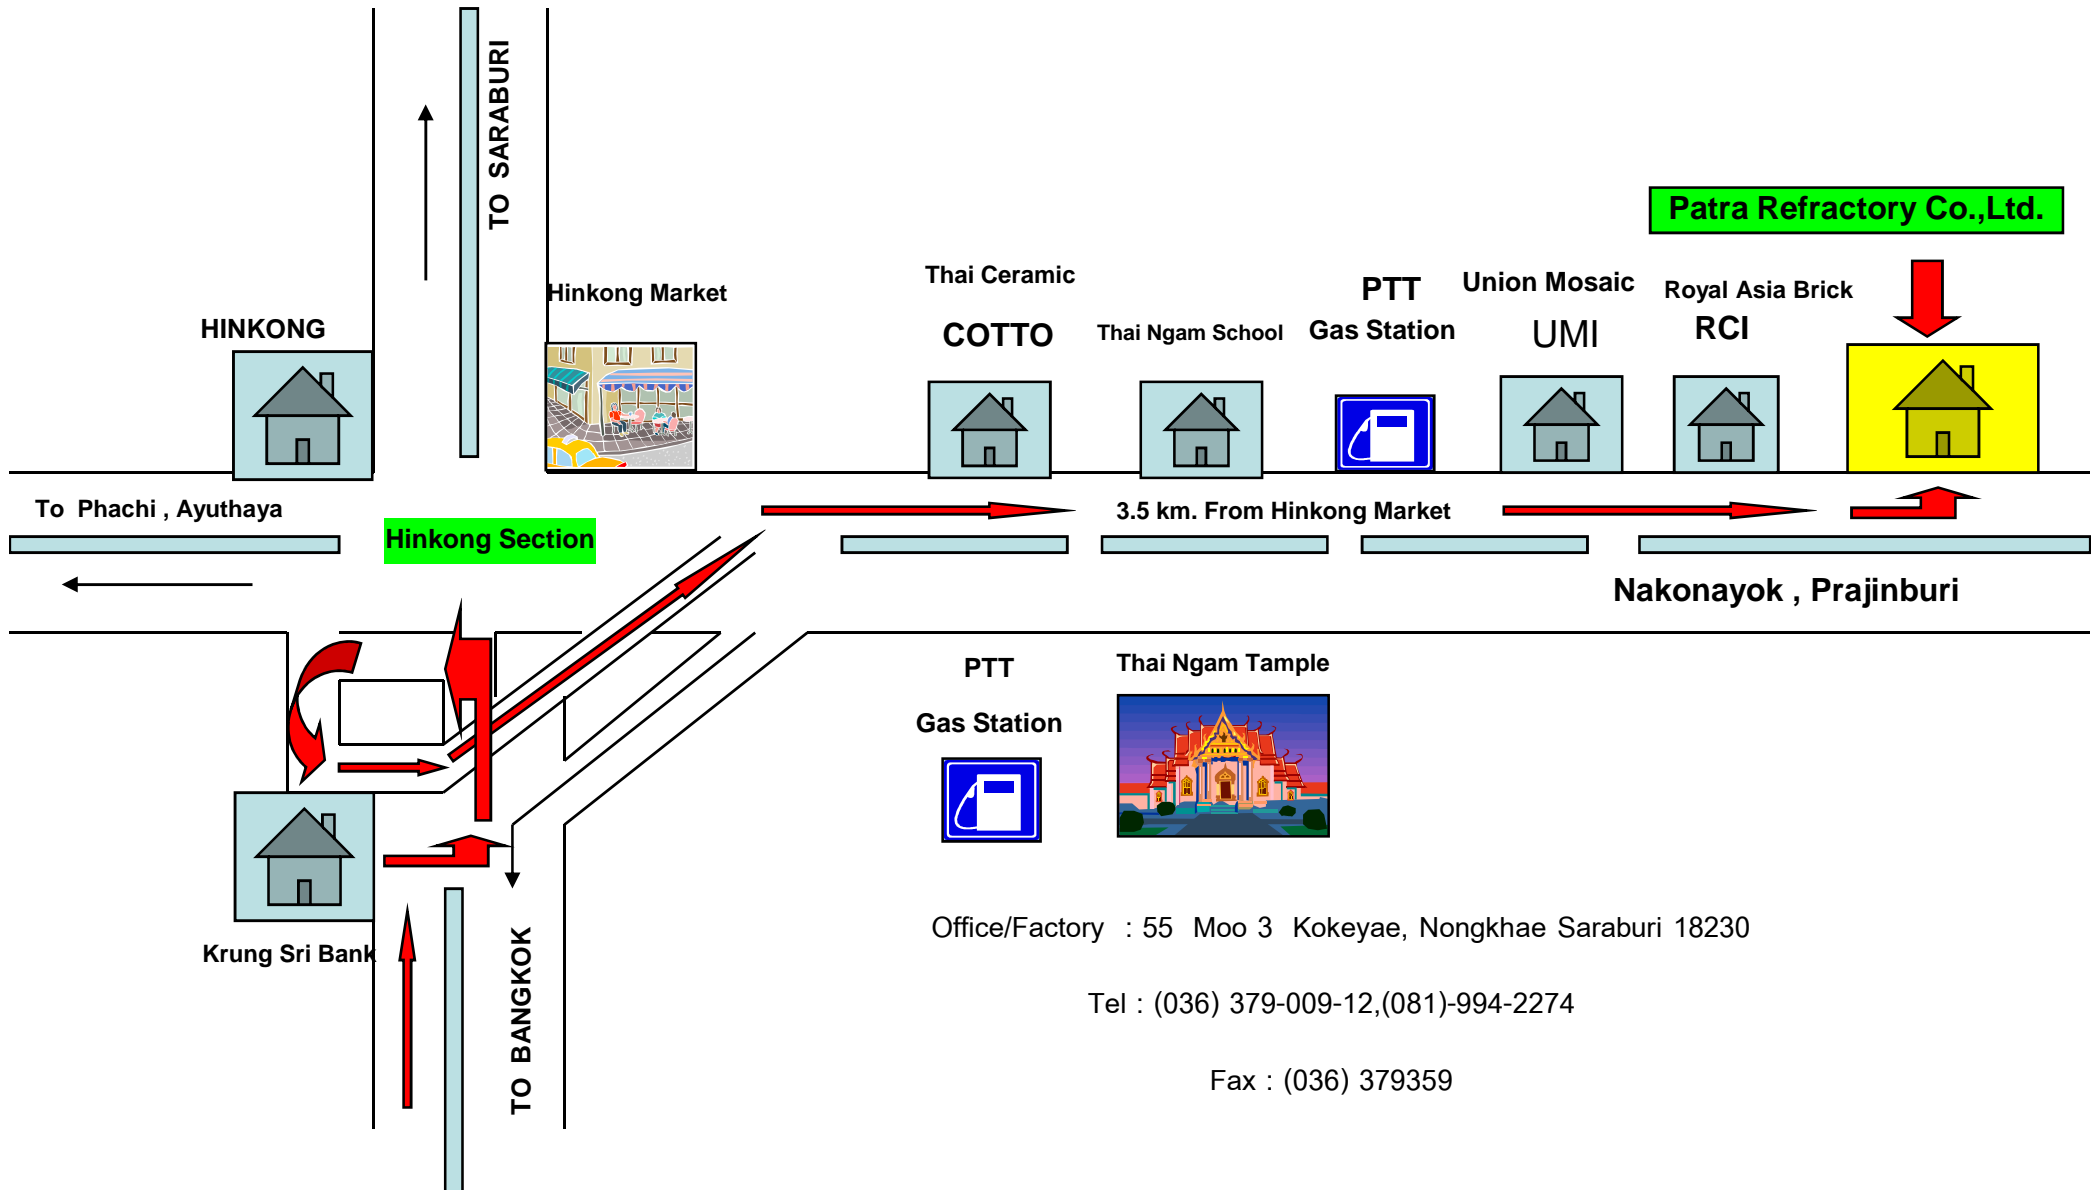 TO SARABURI
Patra Refractory Co.,Ltd.
Hinkong Market
HINKONG
Thai Ceramic
COTTO
Thai Ngam School
PTT
Gas Station
Union Mosaic
UMI
Royal Asia Brick
RCI
To Phachi , Ayuthaya
3.5 km. From Hinkong Market
Hinkong Section
Nakonayok , Prajinburi
PTT
Gas Station
Thai Ngam Tample
Krung Sri Bank
TO BANGKOK
Office/Factory : 55 Moo 3 Kokeyae, Nongkhae Saraburi 18230
Tel : (036) 379-009-12,(081)-994-2274
Fax : (036) 379359